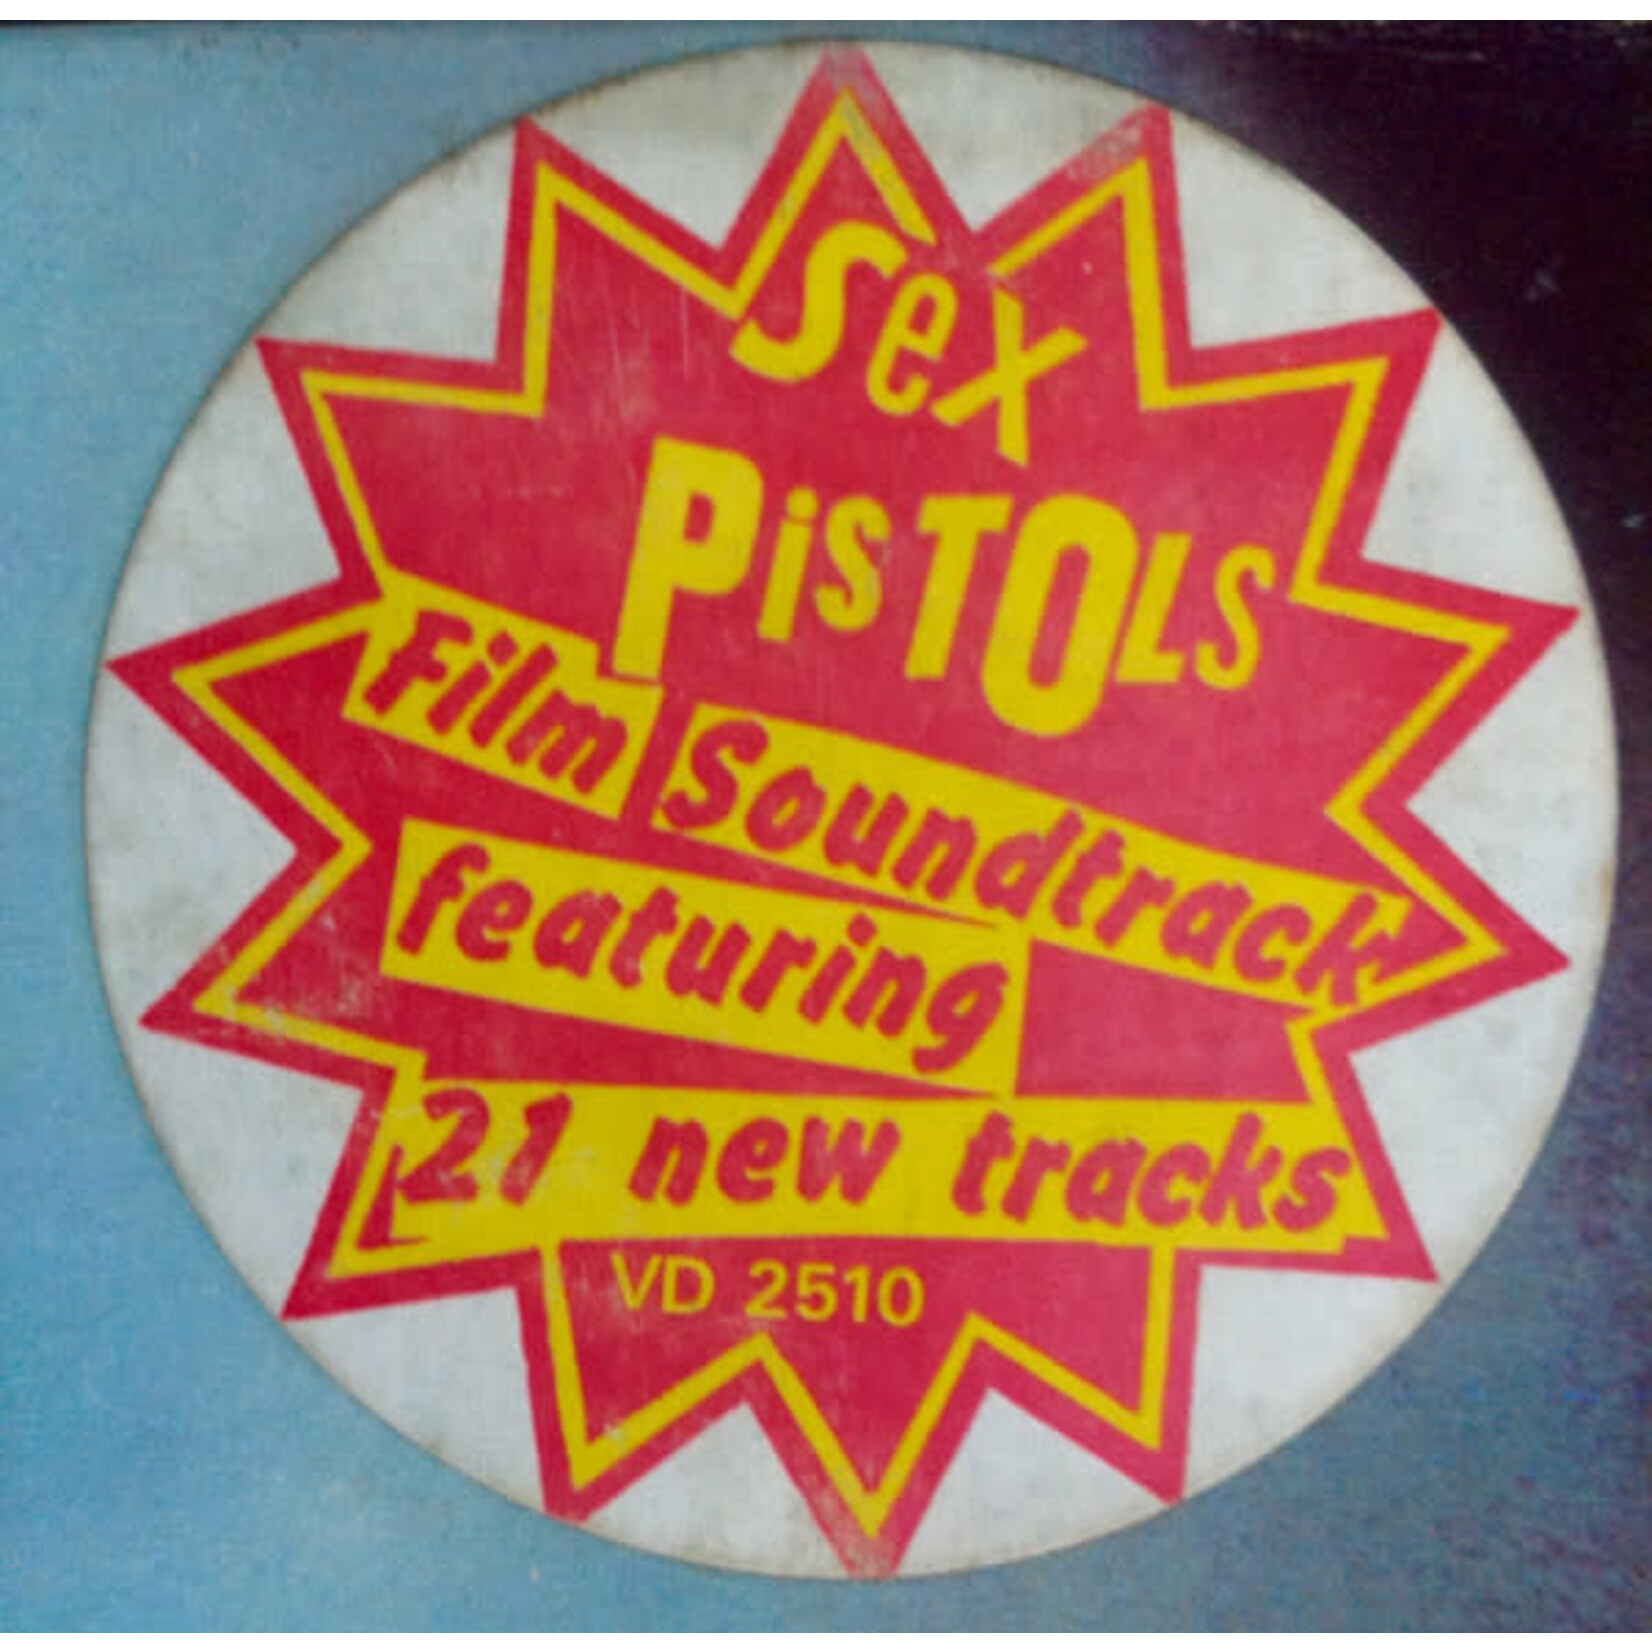 Sex
PiSTOLS
Film Soundtrack
featuring
21 new tracks
VD 2510